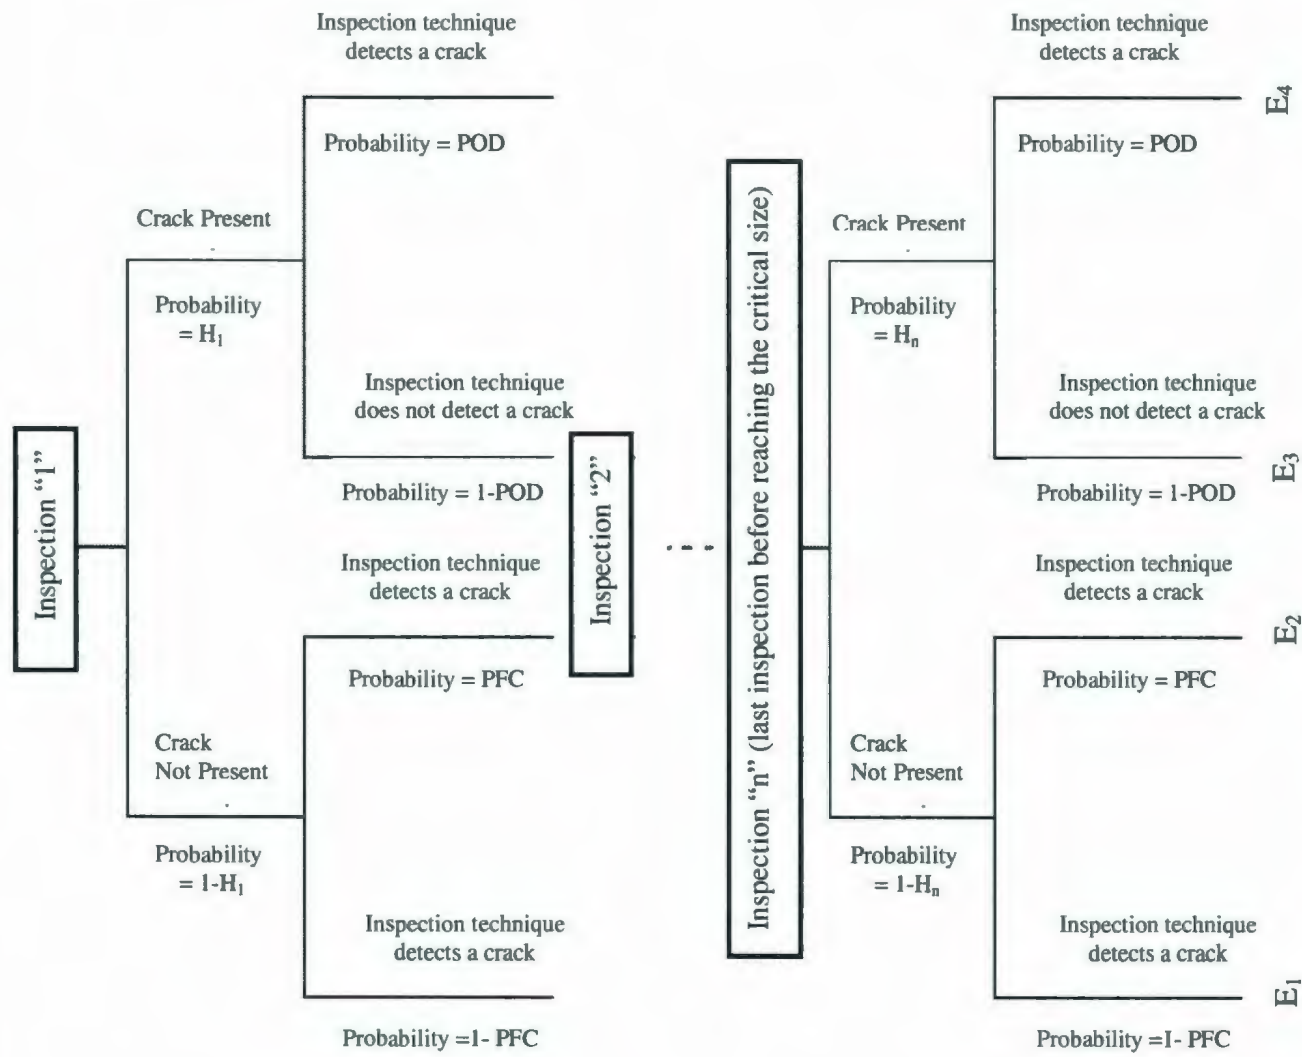 Inspection technique
detects a crack
Probability = POD
Crack Present
Probability
= H₁
Inspection technique
does not detect a crack
Probability = 1-POD
Inspection "1"
Inspection technique
detects a crack
Probability = PFC
Crack
Not Present
Probability
= 1-H₁
Inspection technique
detects a crack
Probability =1- PFC
Inspection "2"
Inspection "n" (last inspection before reaching the critical size)
Inspection technique
detects a crack
E₄
Probability = POD
Crack Present
Probability
= Hₙ
Inspection technique
does not detect a crack
E₃
Probability = 1-POD
Inspection technique
detects a crack
E₂
Probability = PFC
Crack
Not Present
Probability
= 1-Hₙ
Inspection technique
detects a crack
E₁
Probability =I- PFC